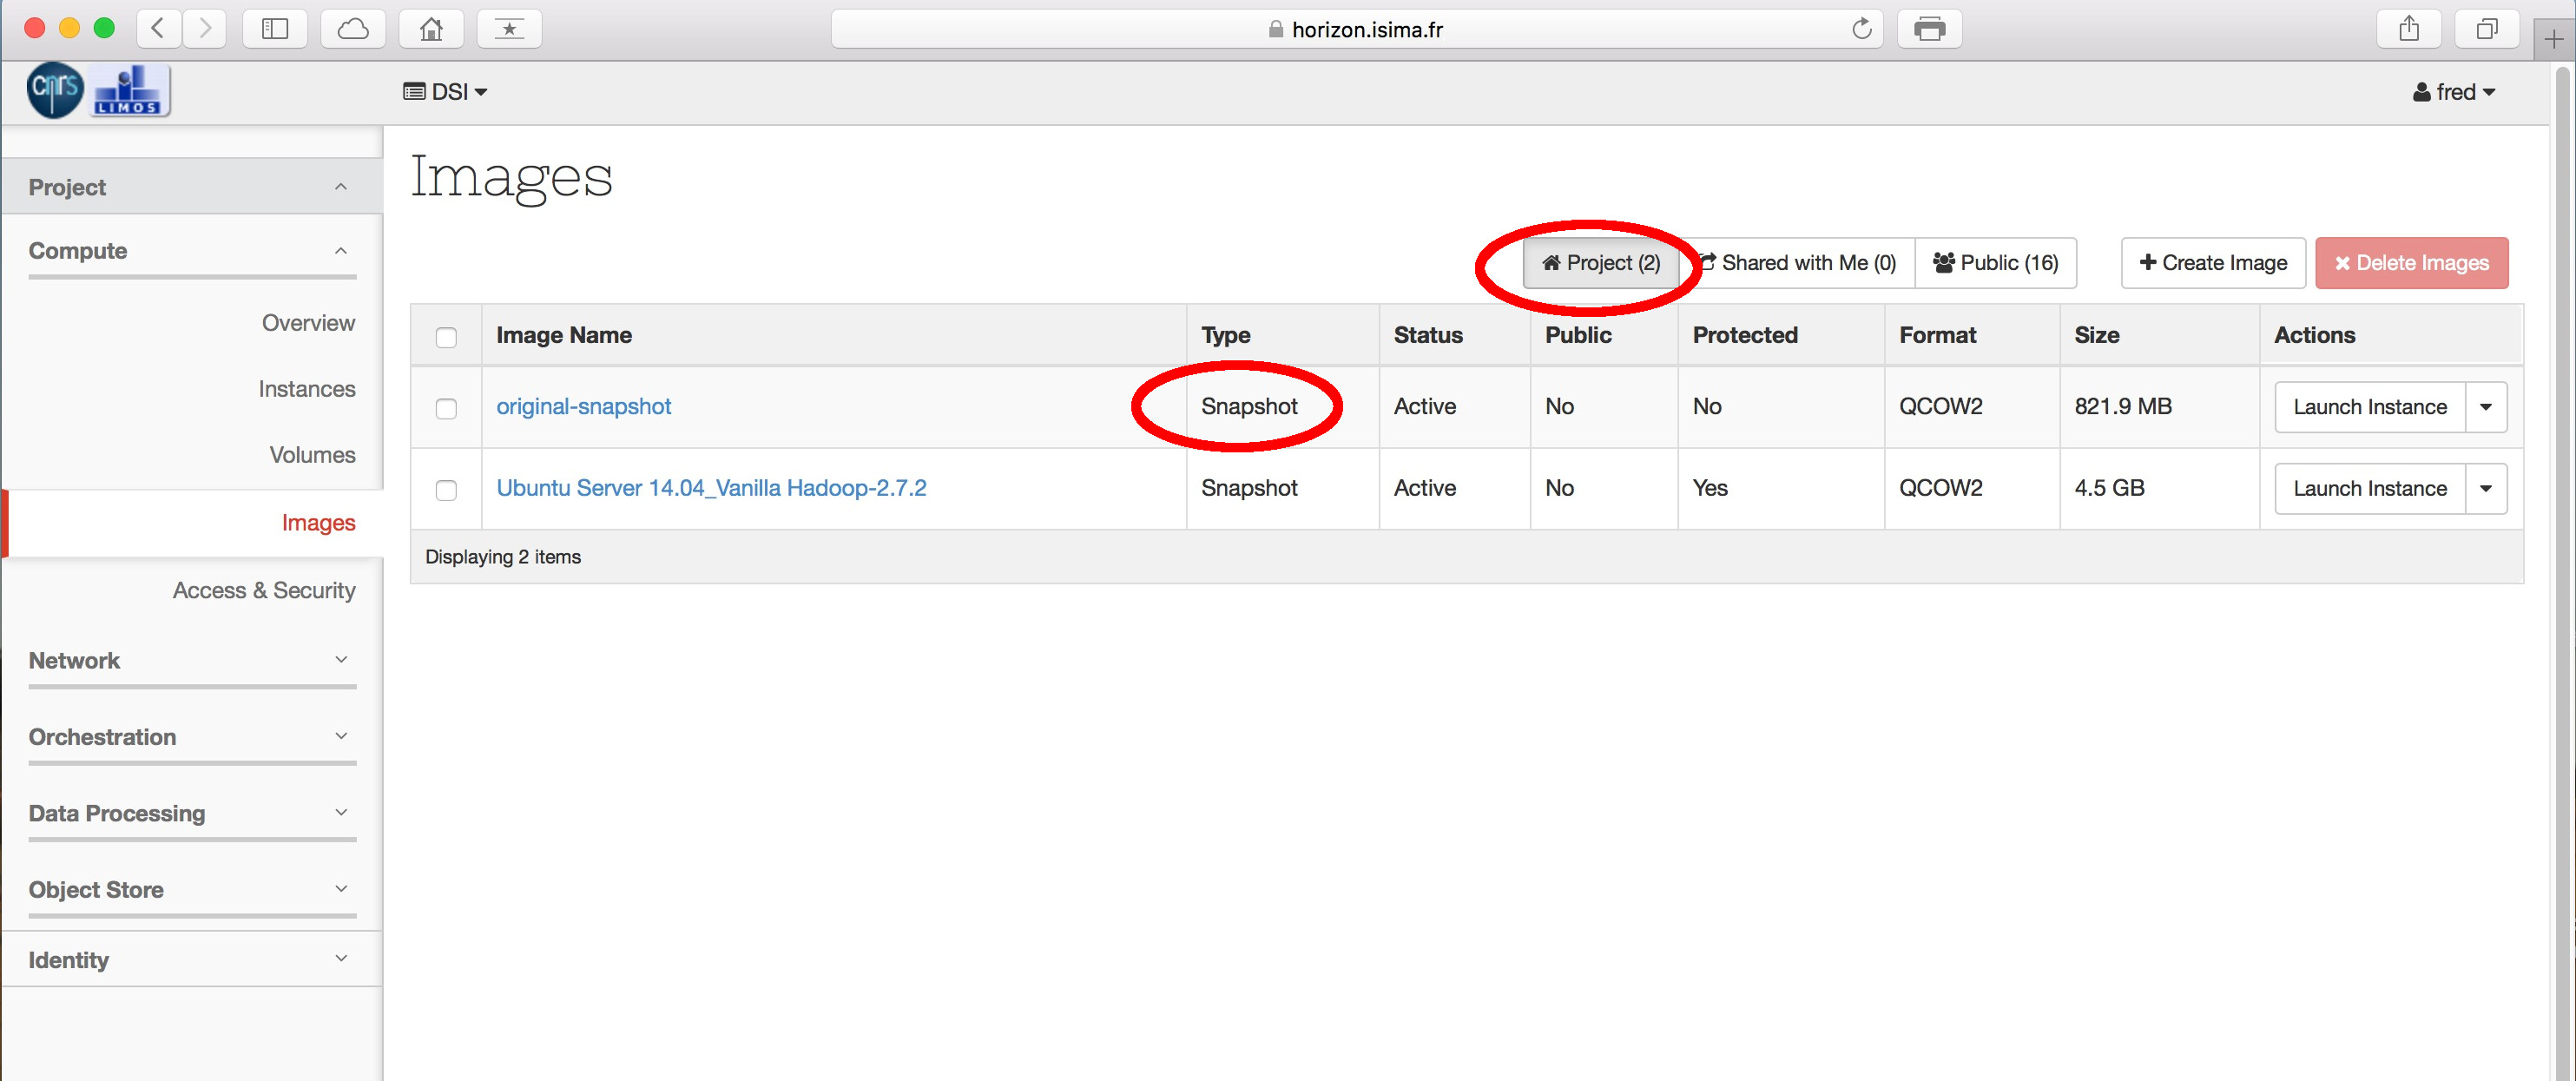 horizon.isima.fr
cnrs
LIMOS
DSI
fred
Project
Compute
Overview
Instances
Volumes
Images
Access & Security
Network
Orchestration
Data Processing
Object Store
Identity
Images
Project (2) Shared with Me (0) Public (16) Create Image Delete Images
Image Name Type Status Public Protected Format Size Actions
original-snapshot Snapshot Active No No QCOW2 821.9 MB Launch Instance
Ubuntu Server 14.04_Vanilla Hadoop-2.7.2 Snapshot Active No Yes QCOW2 4.5 GB Launch Instance
Displaying 2 items